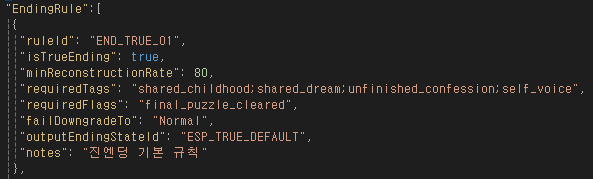 "EndingRule":[
{
"ruleId": "END_TRUE_01",
"isTrueEnding": true,
"minReconstructionRate": 80,
"requiredTags": "shared_childhood;shared_dream;unfinished_confession;self_voice",
"requiredFlags": "final_puzzle_cleared",
"failDowngradeTo": "Normal",
"outputEndingStateId": "ESP_TRUE_DEFAULT",
"notes": "진엔딩 기본 규칙"
},